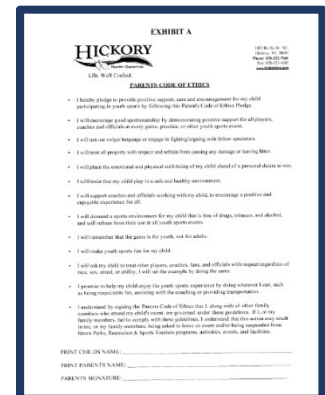 EXHIBIT A
HICKORY
North Carolina
Life. Well Crafted.
Hickory, NC 28601
PARENTS CODE OF ETHICS
• I hereby pledge to provide positive support, care and encouragement for my child
participating in youth sports by following this Parent's Code of Ethics Pledge.
• I will encourage good sportsmanship by demonstrating positive support for all players,
coaches and officials at every game, practice, or other youth sports event.
• I will not use vulgar language or engage in fighting/arguing with fellow spectators.
• I will treat all property with respect and refrain from causing any damage or leaving litter.
• I will place the emotional and physical well-being of my child ahead of a personal desire to win.
• I will insist that my child play in a safe and healthy environment.
• I will support coaches and officials working with my child, to encourage a positive and
enjoyable experience for all.
• I will demand a sports environment for my child that is free of drugs, tobacco, and alcohol,
and will refrain from their use at all youth sports events.
• I will remember that the game is for youth, not for adults.
• I will make youth sports fun for my child.
• I will ask my child to treat other players, coaches, fans, and officials with respect regardless of
race, sex, creed, or ability. I will set the example by doing the same.
• I promise to help my child enjoy the youth sports experience by doing whatever I can, such
as being respectful fan, assisting with the coaching or providing transportation.
• I understand by signing the Parents Code of Ethics that I, along with all other family
members who attend my child's event, are governed under these guidelines. If I, or my
family members, fail to comply with these guidelines, I understand that this action may result
in me, or my family members, being asked to leave an event and/or being suspended from
future Parks, Recreation & Sports Tourism programs, activities, events, and facilities.
PRINT CHILDS NAME:
PRINT PARENTS NAME:
PARENTS SIGNATURE: